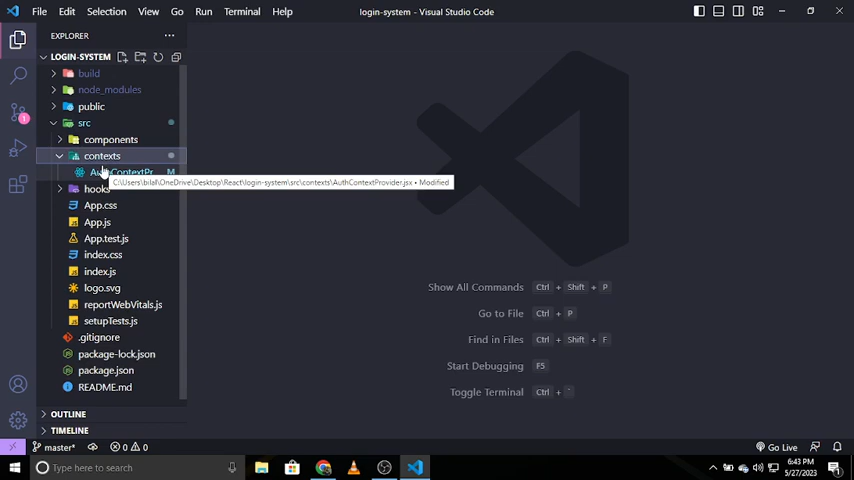 File Edit Selection View Go Run Terminal Help login-system - Visual Studio Code
EXPLORER
LOGIN-SYSTEM
build
node_modules
public
src
components
contexts
AuthContextPr... M
C:\Users\bilal\OneDrive\Desktop\React\login-system\src\contexts\AuthContextProvider.jsx • Modified
hooks
App.css
App.js
App.test.js
index.css
index.js
logo.svg
reportWebVitals.js
setupTests.js
.gitignore
package-lock.json
package.json
README.md
OUTLINE
TIMELINE
1
Show All Commands Ctrl + Shift + P
Go to File Ctrl + P
Find in Files Ctrl + Shift + F
Start Debugging F5
Toggle Terminal Ctrl + `
master* 0 0 Go Live
Type here to search
6:43 PM
5/27/2023
1